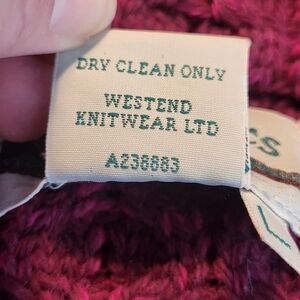 DRY CLEAN ONLY
WESTEND
KNITWEAR LTD
A238883
L